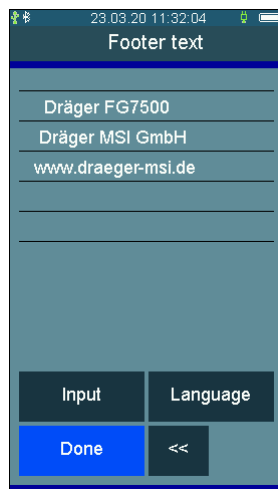 23.03.20 11:32:04
Footer text
Dräger FG7500
Dräger MSI GmbH
www.draeger-msi.de
Input
Language
Done
<<